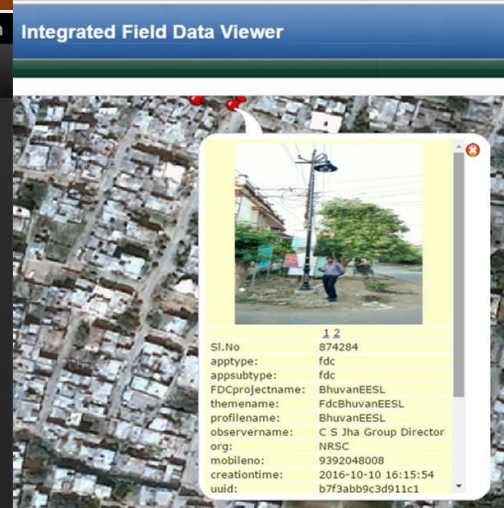 Integrated Field Data Viewer
1 2
Sl.No 874284
apptype: fdc
appsubtype: fdc
FDCprojectname: BhuvanEESL
themename: FdcBhuvanEESL
profilename: BhuvanEESL
observername: C S Jha Group Director
org: NRSC
mobileno: 9392048008
creationtime: 2016-10-10 16:15:54
uuid: b7f3abb9c3d911c1